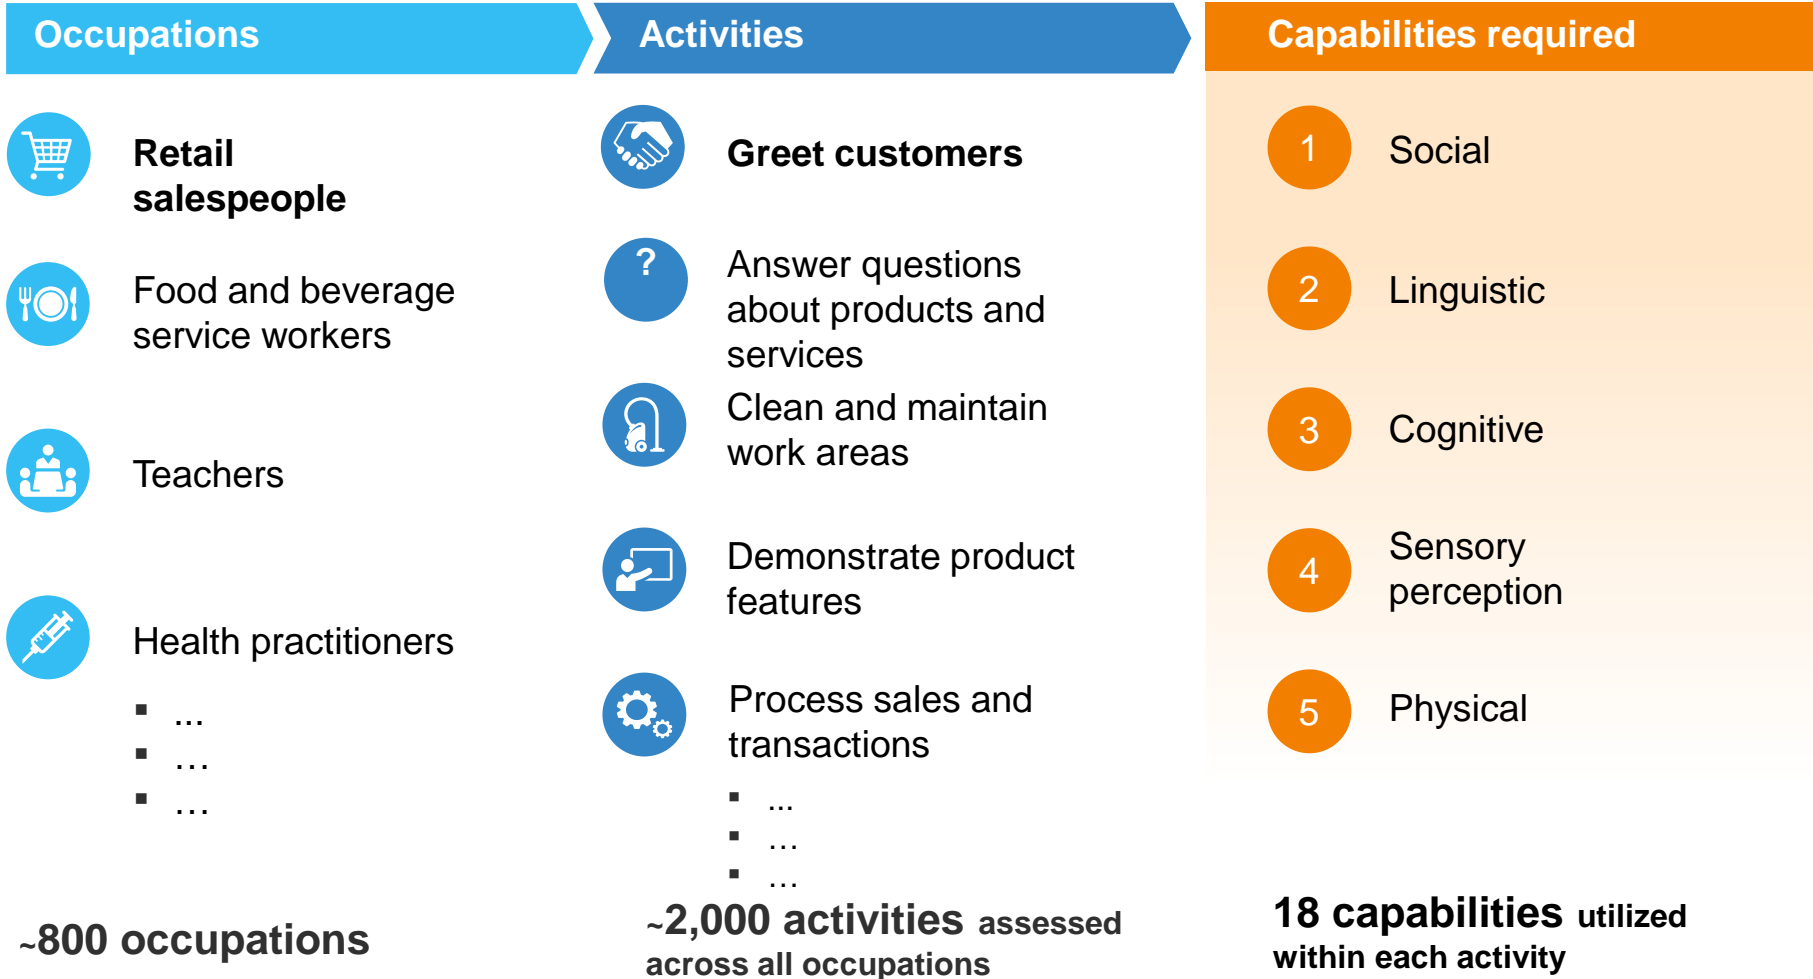 Occupations
Activities
Capabilities required
Retail
salespeople
Food and beverage
service workers
Teachers
Health practitioners
▪ ...
▪ …
▪ …
~800 occupations
Greet customers
?
Answer questions
about products and
services
Clean and maintain
work areas
Demonstrate product
features
Process sales and
transactions
▪ ...
▪ …
▪ …
~2,000 activities assessed
across all occupations
1 Social
2 Linguistic
3 Cognitive
4 Sensory
perception
5 Physical
18 capabilities utilized
within each activity